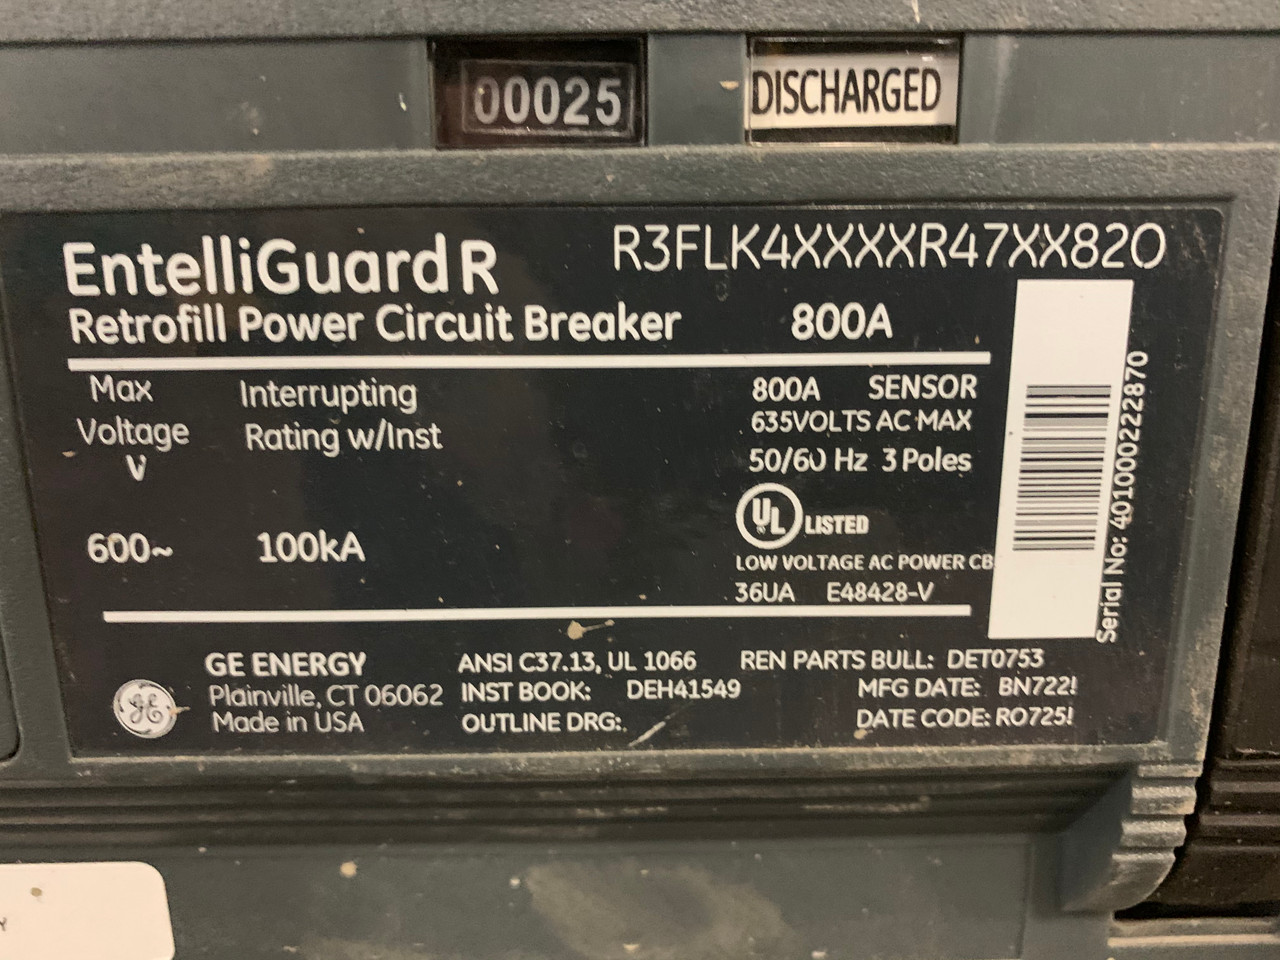 00025 DISCHARGED
EntelliGuard R R3FLK4XXXXR47XX820
Retrofill Power Circuit Breaker 800A
Max Interrupting 800A SENSOR
Voltage Rating w/Inst 635VOLTS AC MAX
V 50/60 Hz 3 Poles
UL LISTED
600~ 100kA
LOW VOLTAGE AC POWER CB
36UA E48428-V
Serial No: 401000222870
GE ENERGY ANSI C37.13, UL 1066 REN PARTS BULL: DET0753
Plainville, CT 06062 INST BOOK: DEH41549 MFG DATE: BN722!
Made in USA OUTLINE DRG:. DATE CODE: RO725!
GE